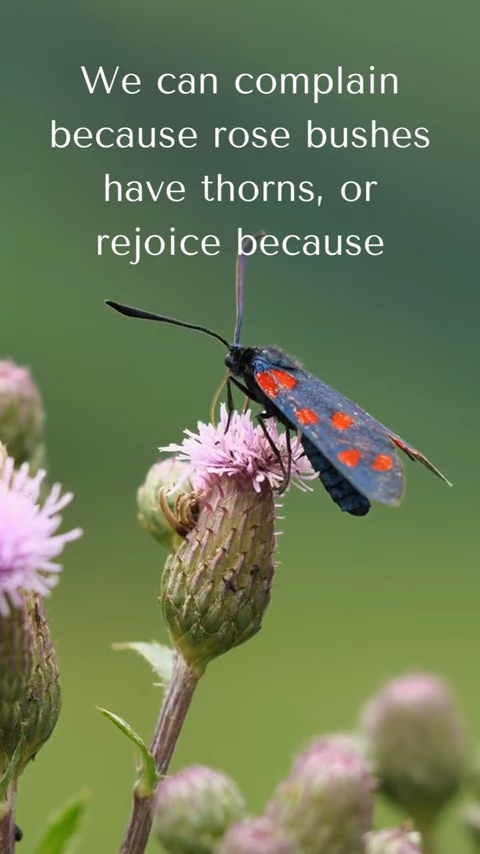 We can complain
because rose bushes
have thorns, or
rejoice because